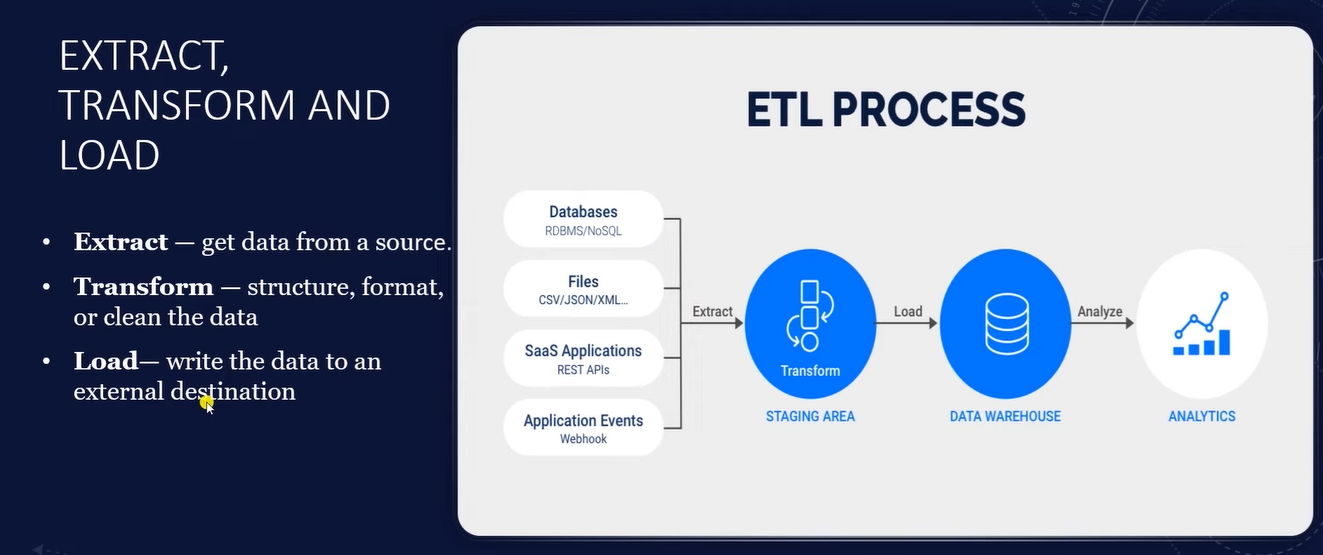 EXTRACT,
TRANSFORM AND
LOAD
• Extract — get data from a source.
• Transform — structure, format,
or clean the data
• Load— write the data to an
external destination
ETL PROCESS
Databases
RDBMS/NoSQL
Files
CSV/JSON/XML...
SaaS Applications
REST APIs
Application Events
Webhook
Extract
Transform
STAGING AREA
Load
DATA WAREHOUSE
Analyze
ANALYTICS